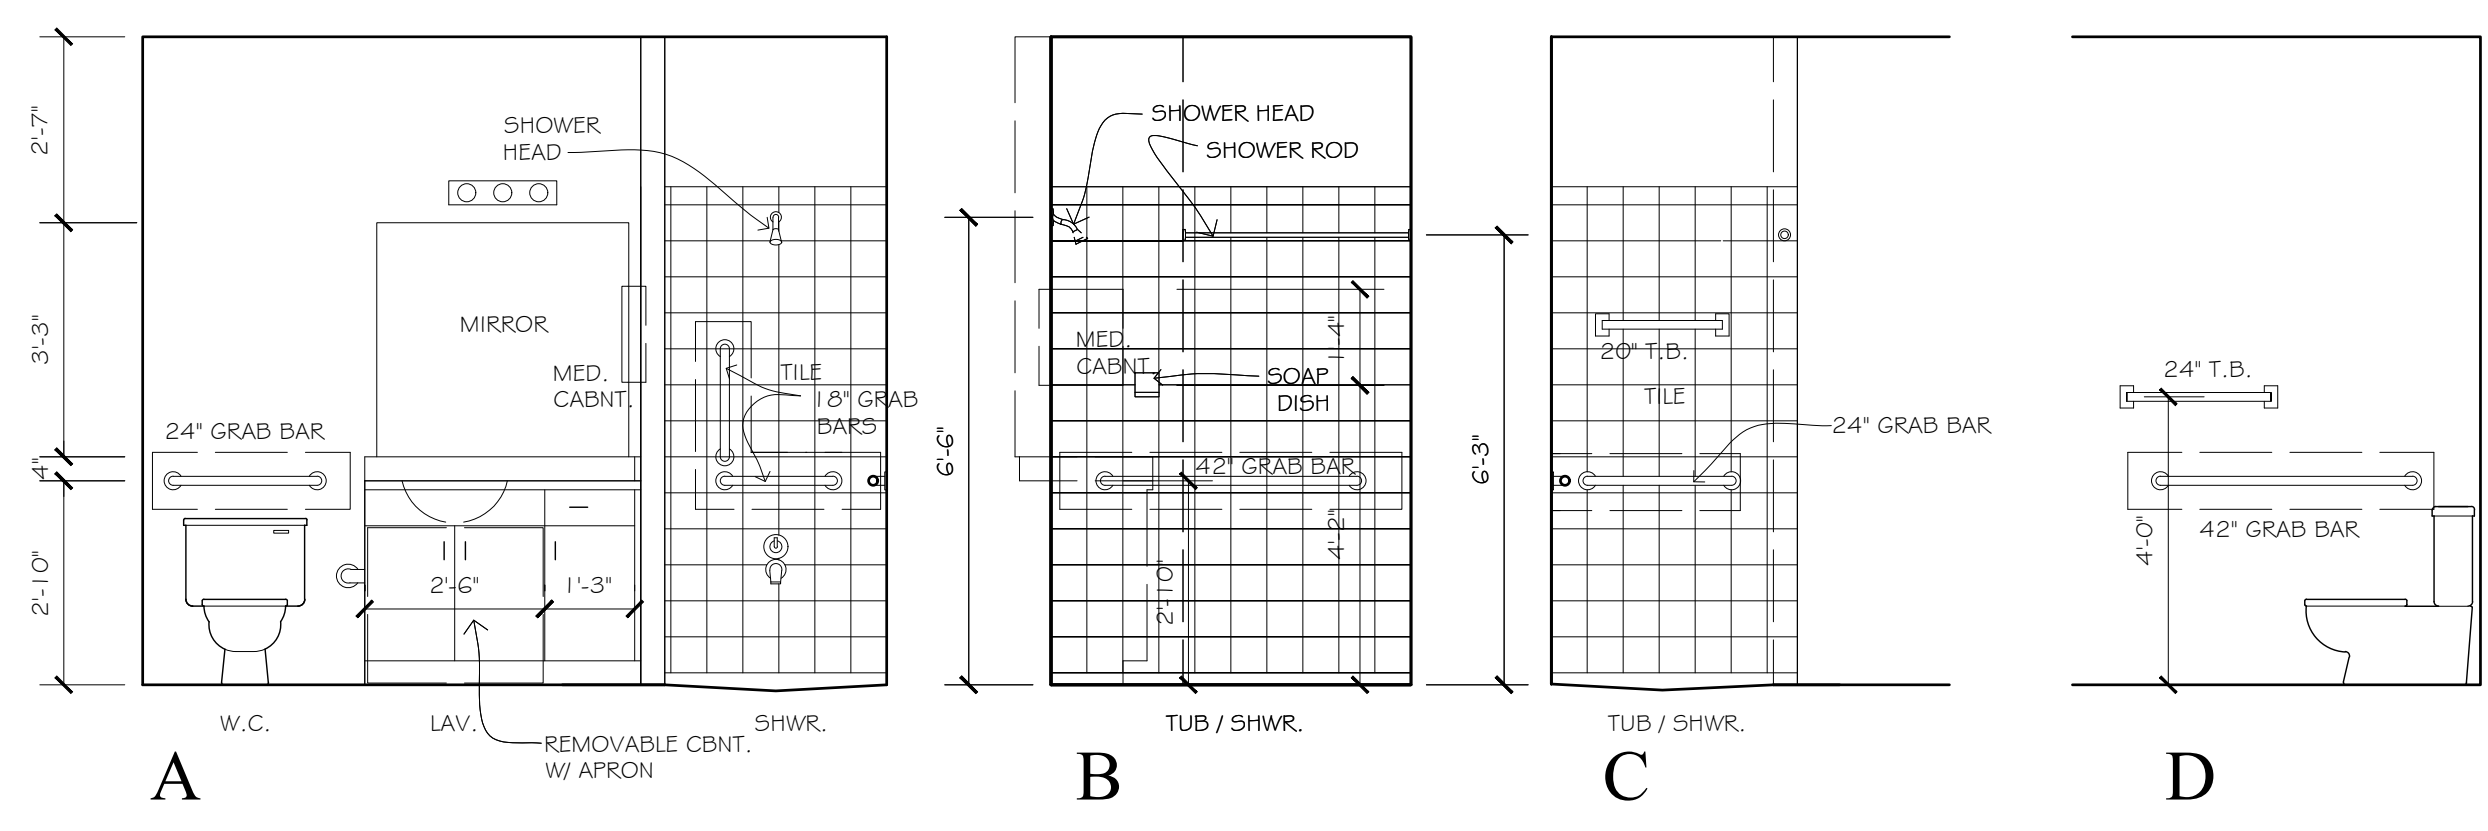 2'-7"
3'-3"
4"
2'-10"
SHOWER
HEAD
MIRROR
MED.
CABNT.
TILE
18" GRAB
BARS
24" GRAB BAR
2'-6"
1'-3"
W.C.
LAV.
SHWR.
REMOVABLE CBNT.
W/ APRON
A
6'-6"
SHOWER HEAD
SHOWER ROD
MED.
CABNT.
1'-4"
SOAP
DISH
42" GRAB BAR
4'-2"
2'-10"
TUB / SHWR.
B
6'-3"
20" T.B.
TILE
24" GRAB BAR
TUB / SHWR.
C
24" T.B.
42" GRAB BAR
4'-0"
D